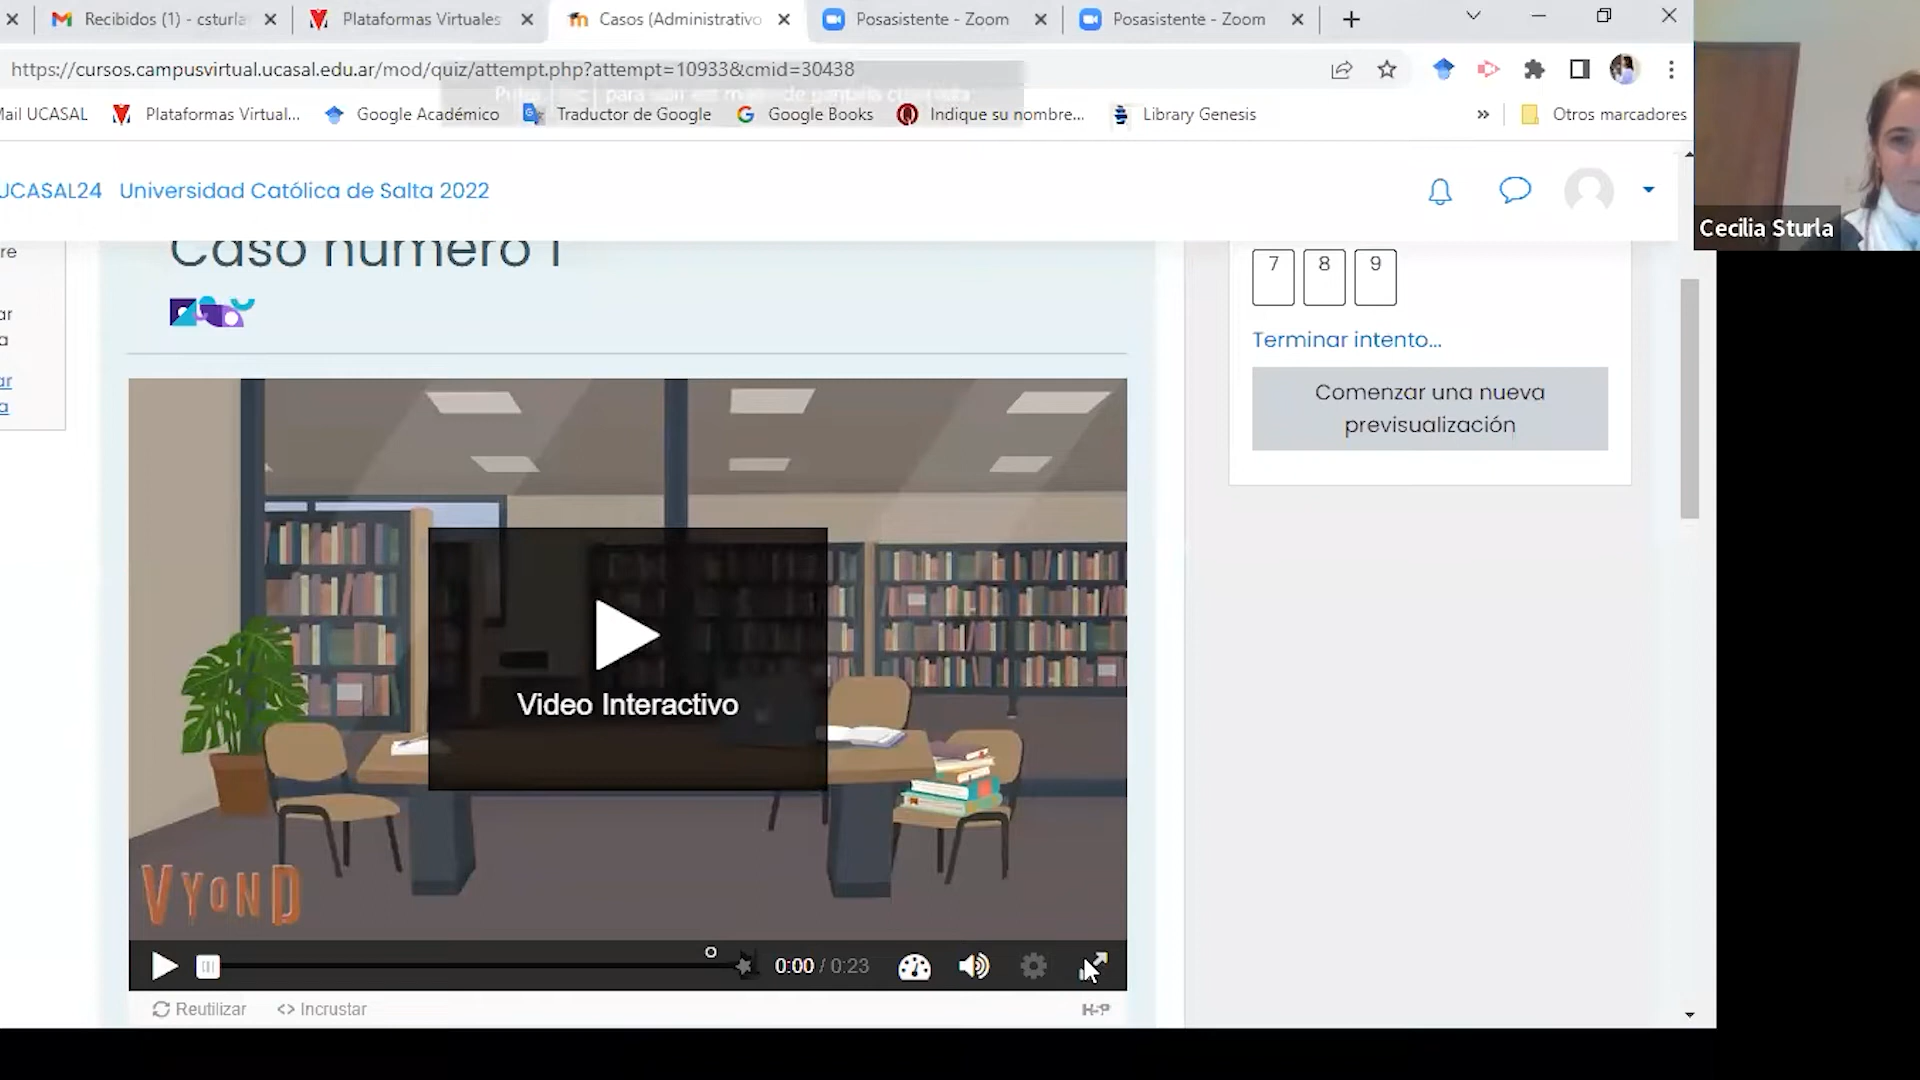 Recibidos (1) - csturla
Plataformas Virtuales
Casos (Administrativo
Posasistente - Zoom
Posasistente - Zoom
https://cursos.campusvirtual.ucasal.edu.ar/mod/quiz/attempt.php?attempt=10933&cmid=30438
Mail UCASAL
Plataformas Virtual...
Google Académico
Traductor de Google
Google Books
Indique su nombre...
Library Genesis
»
Otros marcadores
UCASAL24 Universidad Católica de Salta 2022
Cecilia Sturla
Caso número 1
7 8 9
Terminar intento...
Comenzar una nueva
previsualización
Video Interactivo
VYOND
0:00 / 0:23
Reutilizar
<> Incrustar
H-P